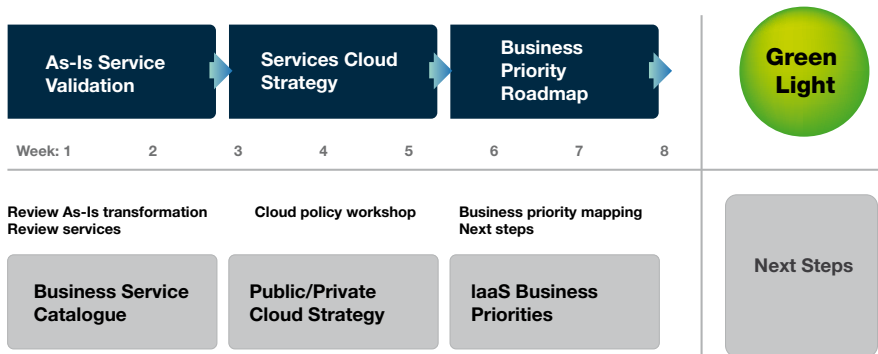 As-Is Service
Validation
Services Cloud
Strategy
Business
Priority
Roadmap
Green
Light
Week: 1 2 3 4 5 6 7 8
Review As-Is transformation
Review services
Cloud policy workshop
Business priority mapping
Next steps
Business Service
Catalogue
Public/Private
Cloud Strategy
IaaS Business
Priorities
Next Steps